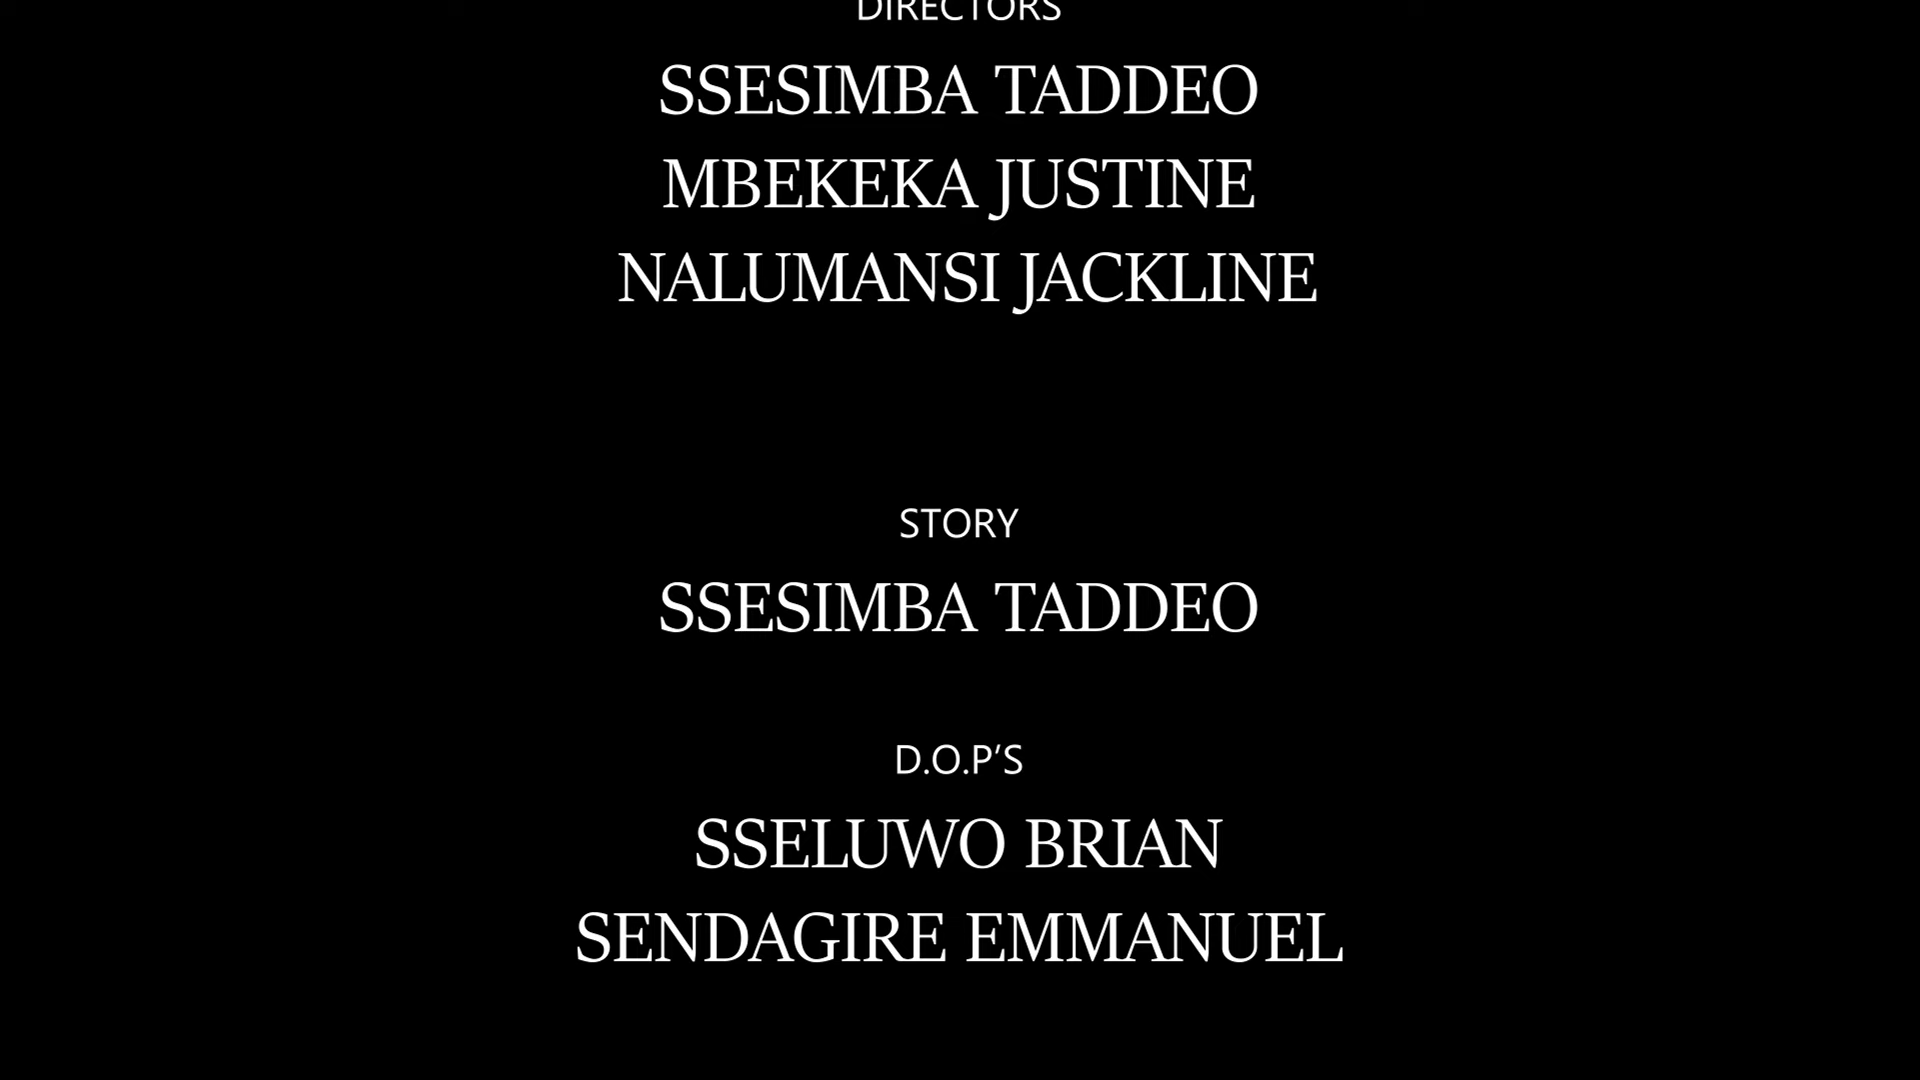 DIRECTORS
SSESIMBA TADDEO
MBEKEKA JUSTINE
NALUMANSI JACKLINE
STORY
SSESIMBA TADDEO
D.O.P’S
SSELUWO BRIAN
SENDAGIRE EMMANUEL